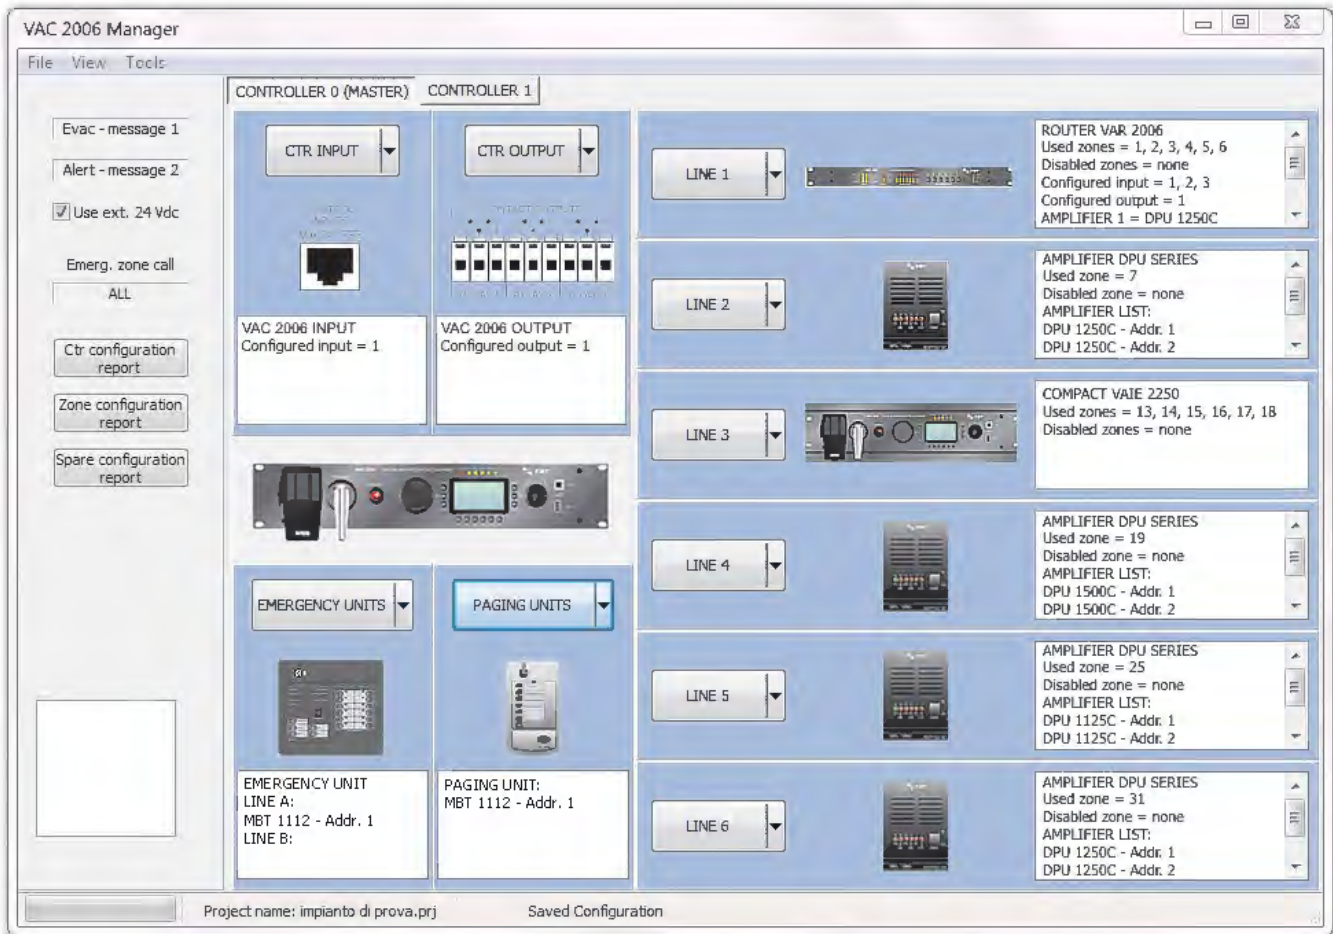 VAC 2006 Manager
File View Tools
CONTROLLER 0 (MASTER)
CONTROLLER 1
Evac - message 1
Alert - message 2
Use ext. 24 Vdc
Emerg. zone call
ALL
Ctr configuration
report
Zone configuration
report
Spare configuration
report
CTR INPUT
CTR OUTPUT
VAC 2006 INPUT
Configured input = 1
VAC 2006 OUTPUT
Configured output = 1
EMERGENCY UNITS
PAGING UNITS
EMERGENCY UNIT
LINE A:
MBT 1112 - Addr. 1
LINE B:
PAGING UNIT:
MBT 1112 - Addr. 1
LINE 1
ROUTER VAR 2006
Used zones = 1, 2, 3, 4, 5, 6
Disabled zones = none
Configured input = 1, 2, 3
Configured output = 1
AMPLIFIER 1 = DPU 1250C
LINE 2
AMPLIFIER DPU SERIES
Used zone = 7
Disabled zone = none
AMPLIFIER LIST:
DPU 1250C - Addr. 1
DPU 1250C - Addr. 2
LINE 3
COMPACT VAIE 2250
Used zones = 13, 14, 15, 16, 17, 18
Disabled zones = none
LINE 4
AMPLIFIER DPU SERIES
Used zone = 19
Disabled zone = none
AMPLIFIER LIST:
DPU 1500C - Addr. 1
DPU 1500C - Addr. 2
LINE 5
AMPLIFIER DPU SERIES
Used zone = 25
Disabled zone = none
AMPLIFIER LIST:
DPU 1125C - Addr. 1
DPU 1125C - Addr. 2
LINE 6
AMPLIFIER DPU SERIES
Used zone = 31
Disabled zone = none
AMPLIFIER LIST:
DPU 1250C - Addr. 1
DPU 1250C - Addr. 2
Project name: impianto di prova.prj
Saved Configuration